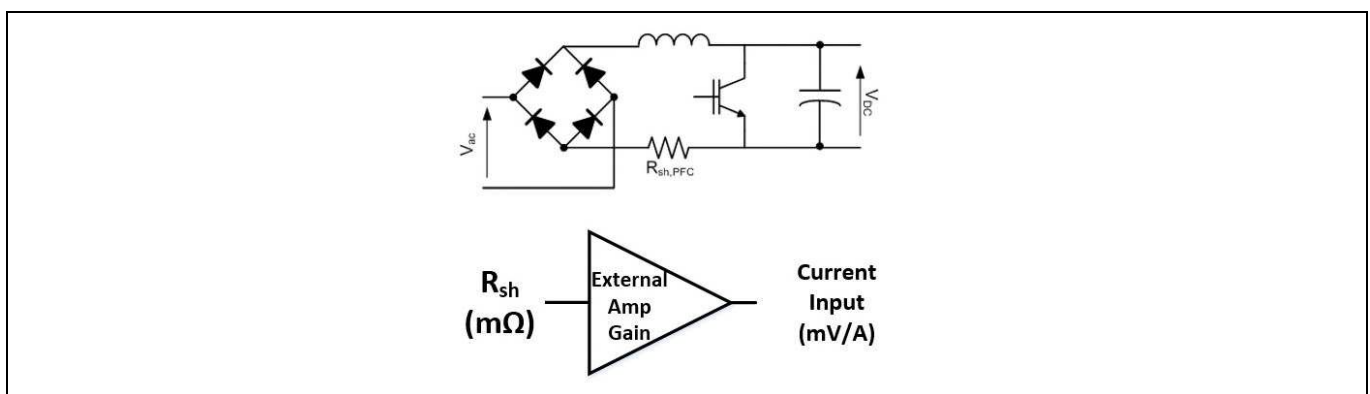 V_ac
R_sh,PFC
V_DC
R_sh
(mΩ)
External
Amp
Gain
Current
Input
(mV/A)